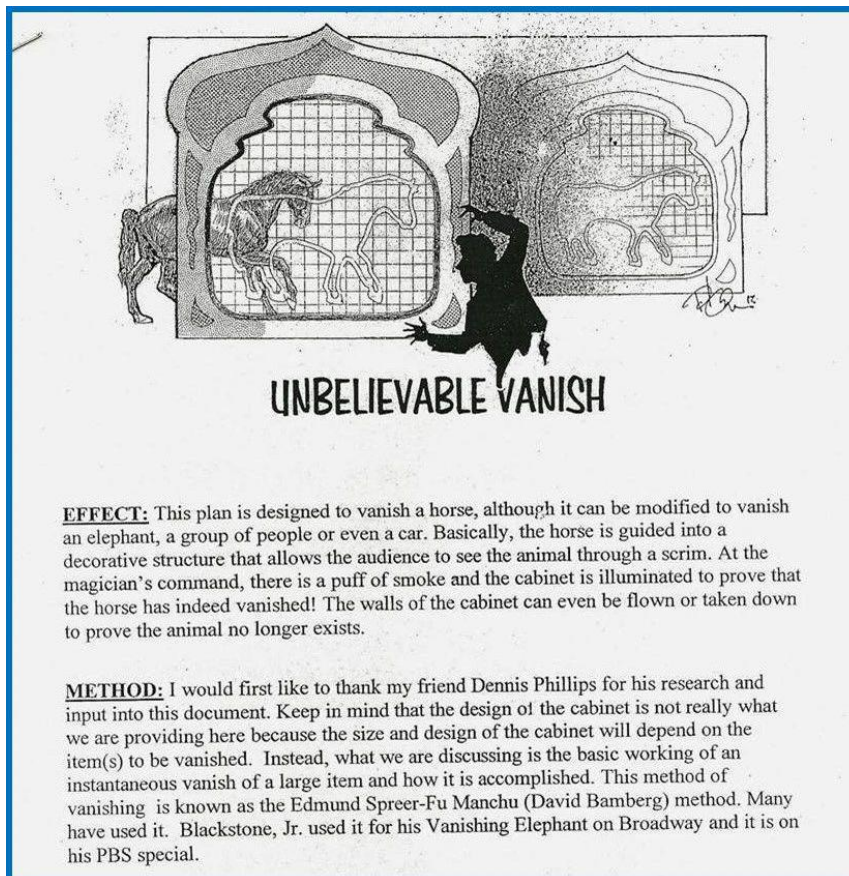 UNBELIEVABLE VANISH
EFFECT: This plan is designed to vanish a horse, although it can be modified to vanish
an elephant, a group of people or even a car. Basically, the horse is guided into a
decorative structure that allows the audience to see the animal through a scrim. At the
magician's command, there is a puff of smoke and the cabinet is illuminated to prove that
the horse has indeed vanished! The walls of the cabinet can even be flown or taken down
to prove the animal no longer exists.
METHOD: I would first like to thank my friend Dennis Phillips for his research and
input into this document. Keep in mind that the design of the cabinet is not really what
we are providing here because the size and design of the cabinet will depend on the
item(s) to be vanished. Instead, what we are discussing is the basic working of an
instantaneous vanish of a large item and how it is accomplished. This method of
vanishing is known as the Edmund Spreer-Fu Manchu (David Bamberg) method. Many
have used it. Blackstone, Jr. used it for his Vanishing Elephant on Broadway and it is on
his PBS special.